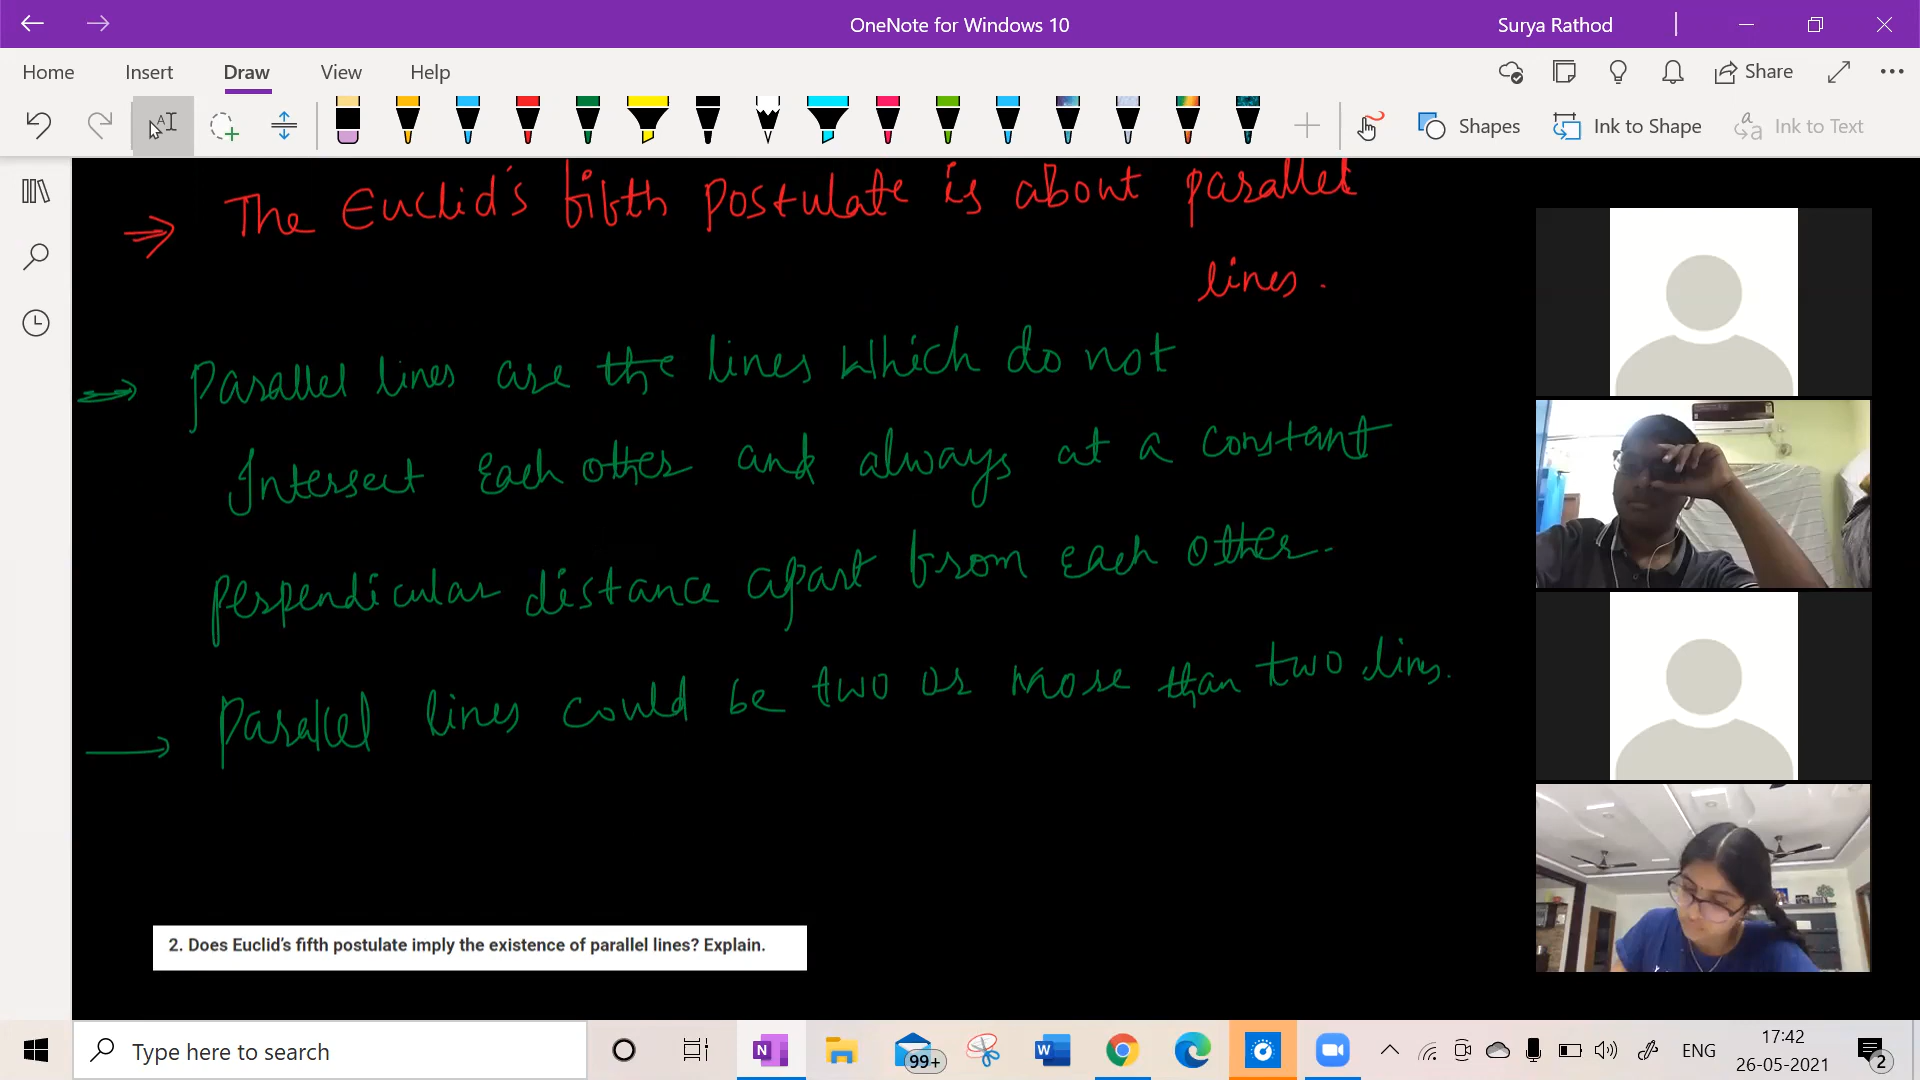 OneNote for Windows 10
Surya Rathod
Home Insert Draw View Help
Share
Shapes Ink to Shape Ink to Text
The Euclid's fifth Postulate is about parallel
lines.
Parallel lines are the lines which do not
Intersect Each other and always at a constant
perpendicular distance apart from each other.
Parallel lines could be two or more than two lines.
2. Does Euclid's fifth postulate imply the existence of parallel lines? Explain.
Type here to search
99+
ENG
17:42
26-05-2021
2